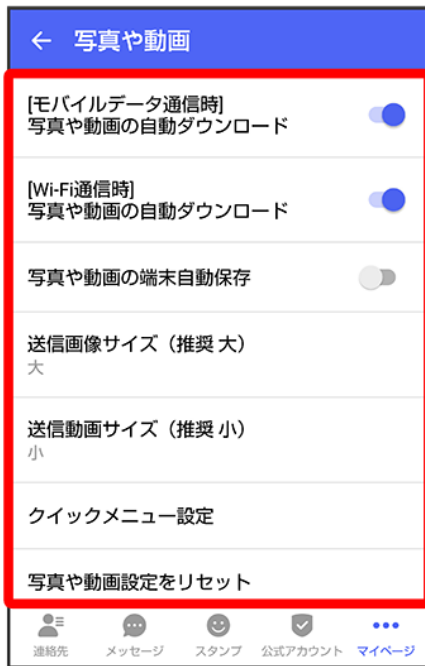 ← 写真や動画
[モバイルデータ通信時]
写真や動画の自動ダウンロード
[Wi-Fi通信時]
写真や動画の自動ダウンロード
写真や動画の端末自動保存
送信画像サイズ（推奨 大）
大
送信動画サイズ（推奨 小）
小
クイックメニュー設定
写真や動画設定をリセット
連絡先 メッセージ スタンプ 公式アカウント マイページ